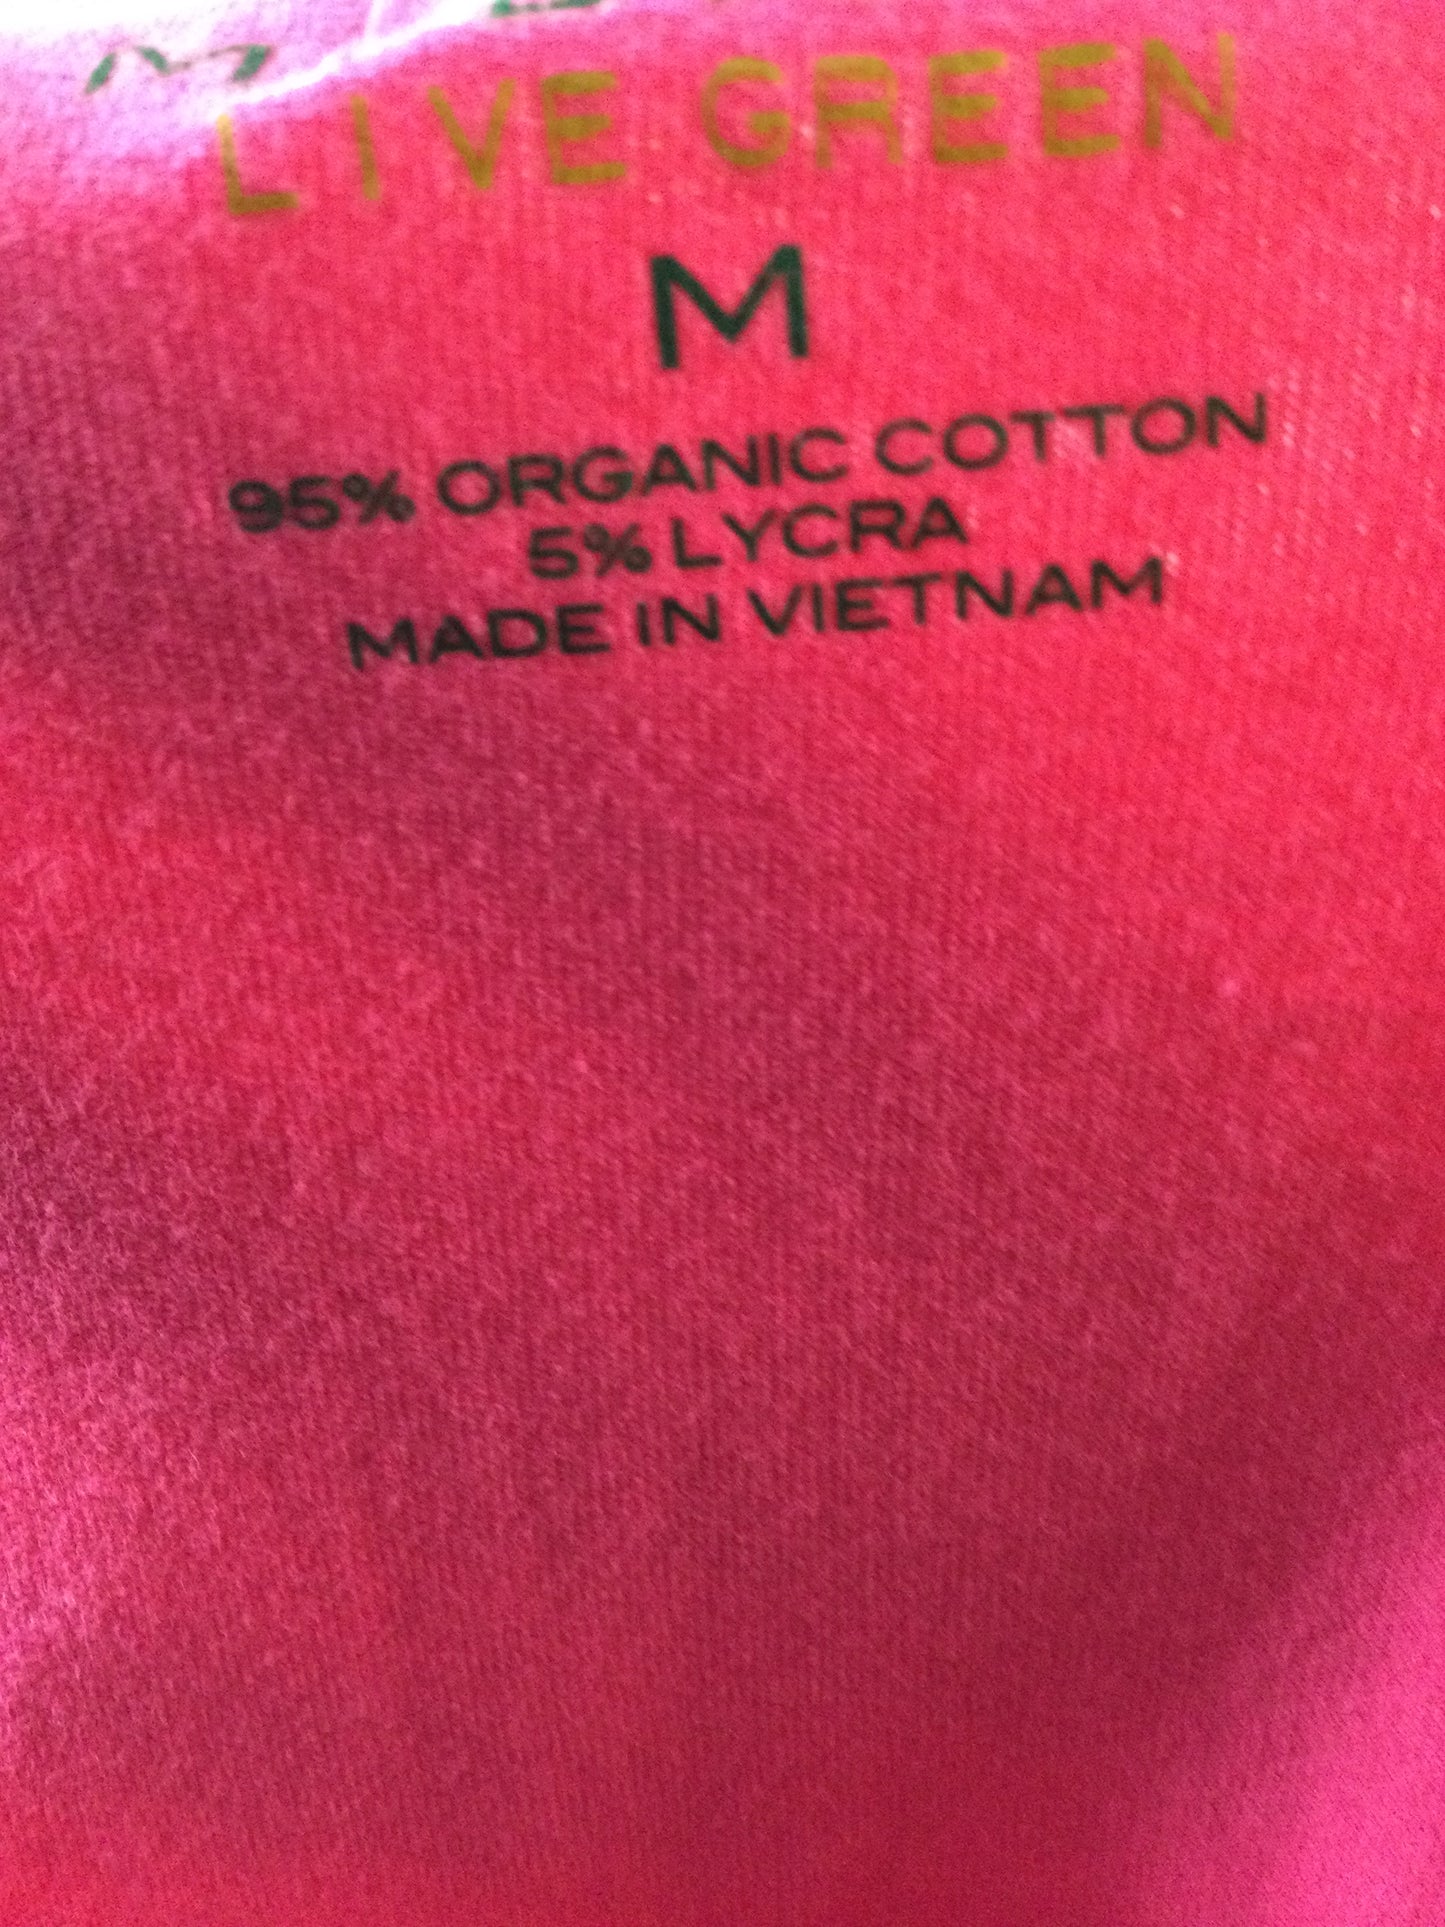 LIVE GREEN
M
95% ORGANIC COTTON
5% LYCRA
MADE IN VIETNAM